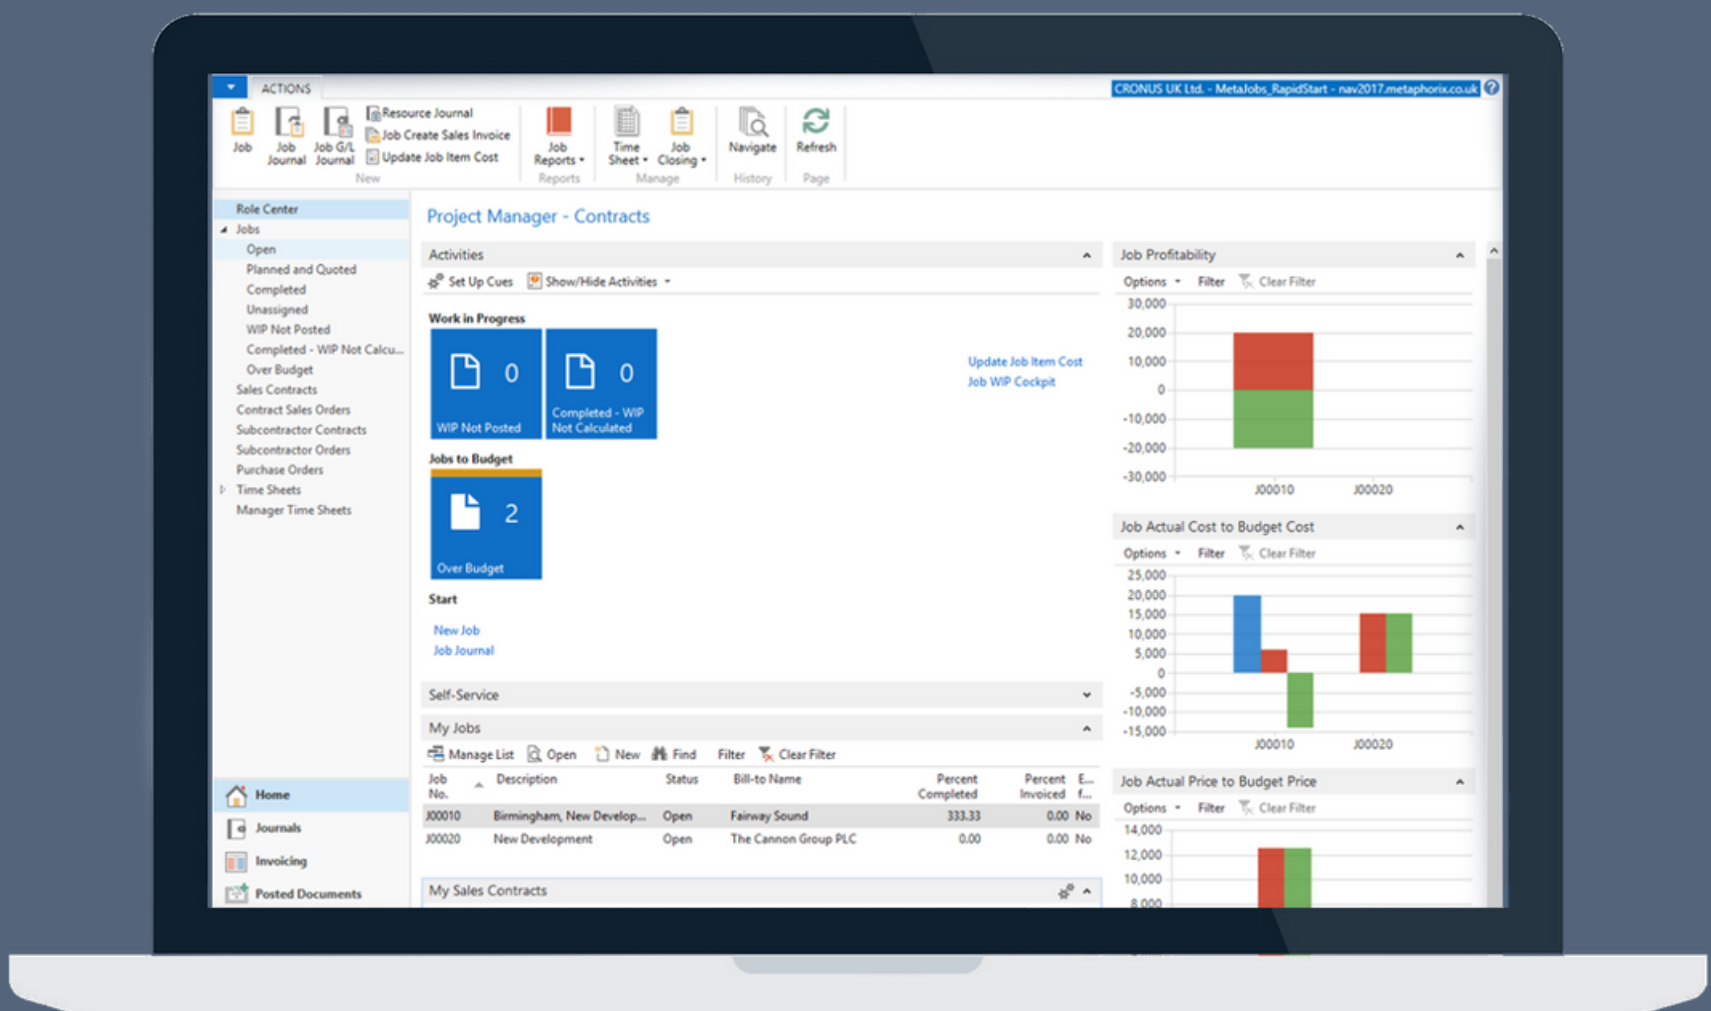 ACTIONS
CRONUS UK Ltd. - MetaJobs_RapidStart - nav2017.metaphorix.co.uk
?
Job
Job Journal
Job G/L Journal
Resource Journal
Job Create Sales Invoice
Update Job Item Cost
New
Job Reports
Reports
Time Sheet
Job Closing
Manage
Navigate
History
Refresh
Page
Role Center
Jobs
Open
Planned and Quoted
Completed
Unassigned
WIP Not Posted
Completed - WIP Not Calcu...
Over Budget
Sales Contracts
Contract Sales Orders
Subcontractor Contracts
Subcontractor Orders
Purchase Orders
Time Sheets
Manager Time Sheets
Home
Journals
Invoicing
Posted Documents
Project Manager - Contracts
Activities
Set Up Cues Show/Hide Activities
Work in Progress
0
WIP Not Posted
0
Completed - WIP
Not Calculated
Update Job Item Cost
Job WIP Cockpit
Jobs to Budget
2
Over Budget
Start
New Job
Job Journal
Self-Service
My Jobs
Manage List Open New Find Filter Clear Filter
Job No. Description Status Bill-to Name Percent Completed Percent Invoiced E... f...
J00010 Birmingham, New Develop... Open Fairway Sound 333.33 0.00 No
J00020 New Development Open The Cannon Group PLC 0.00 0.00 No
My Sales Contracts
Job Profitability
Options Filter Clear Filter
30,000
20,000
10,000
0
-10,000
-20,000
-30,000
J00010 J00020
Job Actual Cost to Budget Cost
Options Filter Clear Filter
25,000
20,000
15,000
10,000
5,000
0
-5,000
-10,000
-15,000
J00010 J00020
Job Actual Price to Budget Price
Options Filter Clear Filter
14,000
12,000
10,000
8,000